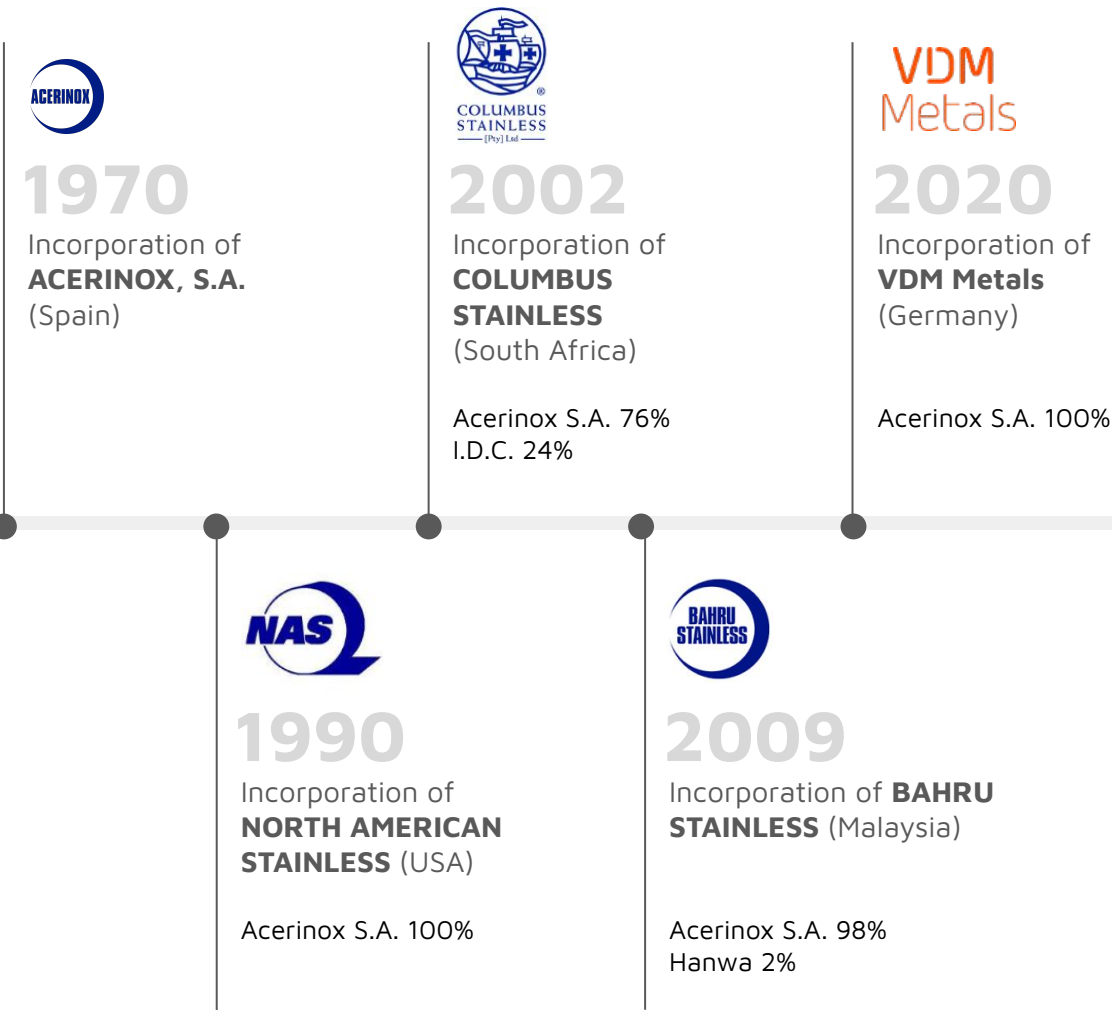 ACERINOX
1970
Incorporation of
ACERINOX, S.A.
(Spain)
®
COLUMBUS
STAINLESS
[Pty] Ltd
2002
Incorporation of
COLUMBUS
STAINLESS
(South Africa)
Acerinox S.A. 76%
I.D.C. 24%
VDM
Metals
2020
Incorporation of
VDM Metals
(Germany)
Acerinox S.A. 100%
NAS
1990
Incorporation of
NORTH AMERICAN
STAINLESS (USA)
Acerinox S.A. 100%
BAHRU
STAINLESS
2009
Incorporation of BAHRU
STAINLESS (Malaysia)
Acerinox S.A. 98%
Hanwa 2%